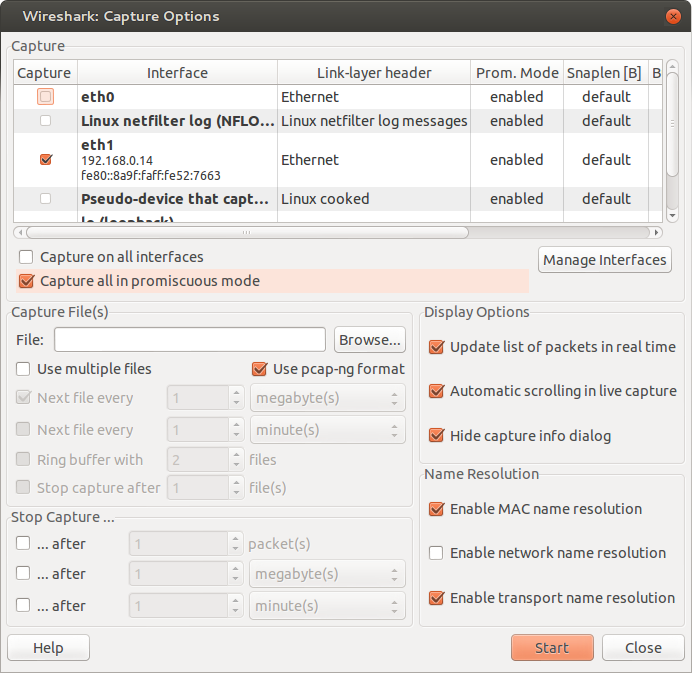 Wireshark: Capture Options
Capture
Capture Interface Link-layer header Prom. Mode Snaplen [B] B
eth0 Ethernet enabled default
Linux netfilter log (NFLO... Linux netfilter log messages enabled default
eth1
192.168.0.14 Ethernet enabled default
fe80::8a9f:faff:fe52:7663
Pseudo-device that capt... Linux cooked enabled default
lo (loopback)
Capture on all interfaces
Manage Interfaces
Capture all in promiscuous mode
Capture File(s)
File: Browse...
Use multiple files Use pcap-ng format
Next file every 1 megabyte(s)
Next file every 1 minute(s)
Ring buffer with 2 files
Stop capture after 1 file(s)
Stop Capture ...
... after 1 packet(s)
... after 1 megabyte(s)
... after 1 minute(s)
Display Options
Update list of packets in real time
Automatic scrolling in live capture
Hide capture info dialog
Name Resolution
Enable MAC name resolution
Enable network name resolution
Enable transport name resolution
Help Start Close